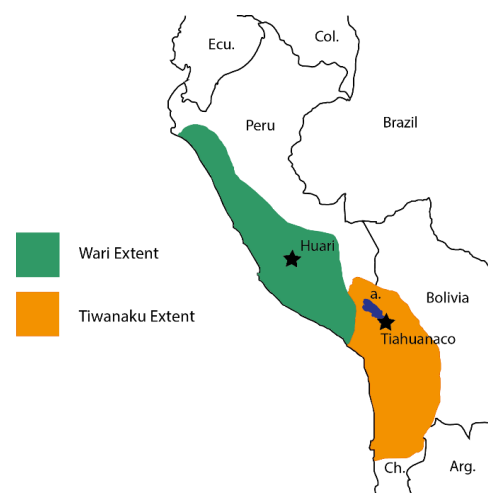 Ecu.
Col.
Peru
Brazil
Huari
Wari Extent
a.
Bolivia
Tiwanaku Extent
Tiahuanaco
Ch.
Arg.